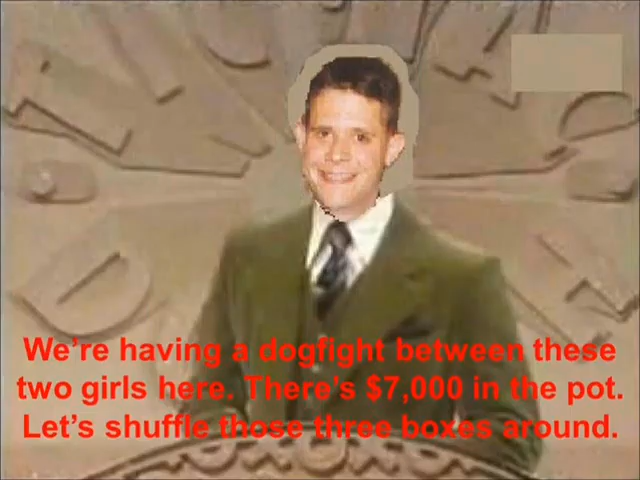 We're having a dogfight between these
two girls here. There's $7,000 in the pot.
Let's shuffle those three boxes around.